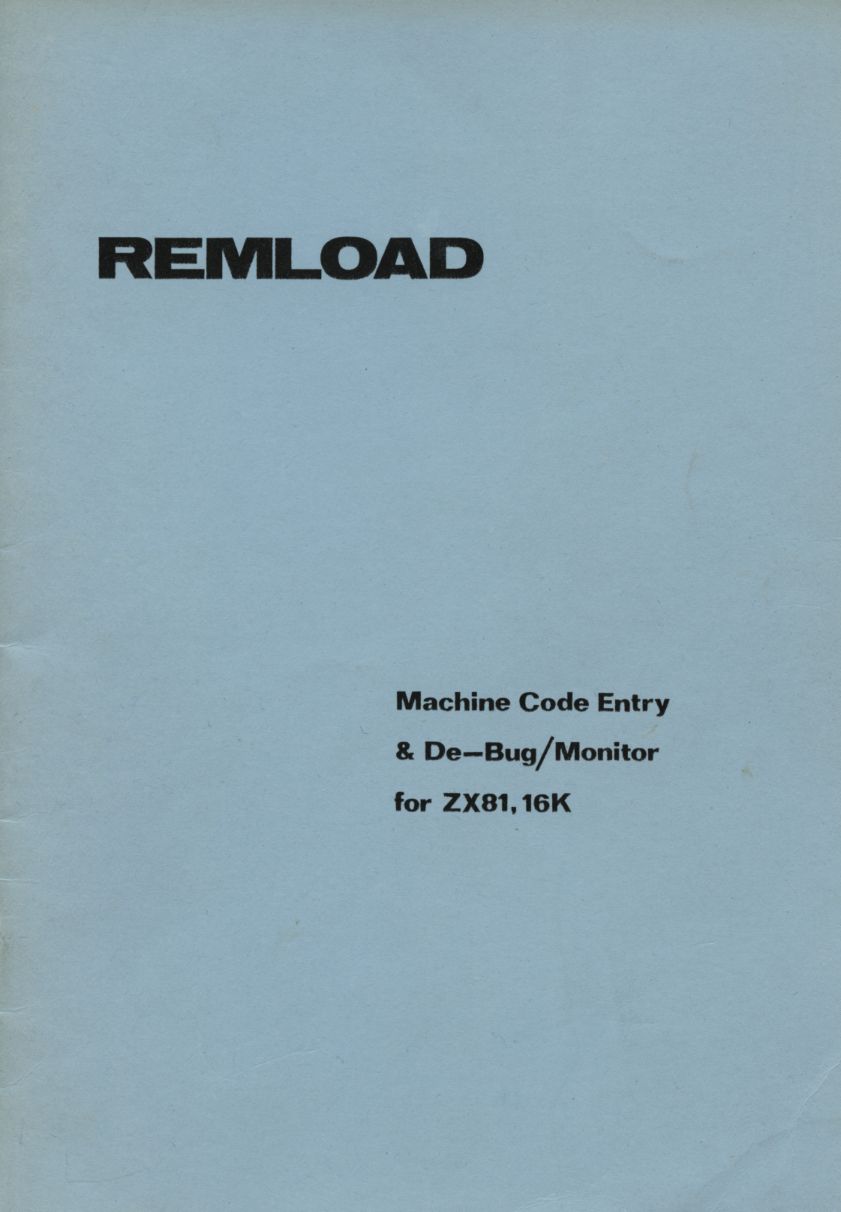 REMLOAD
Machine Code Entry
& De—Bug/Monitor
for ZX81, 16K